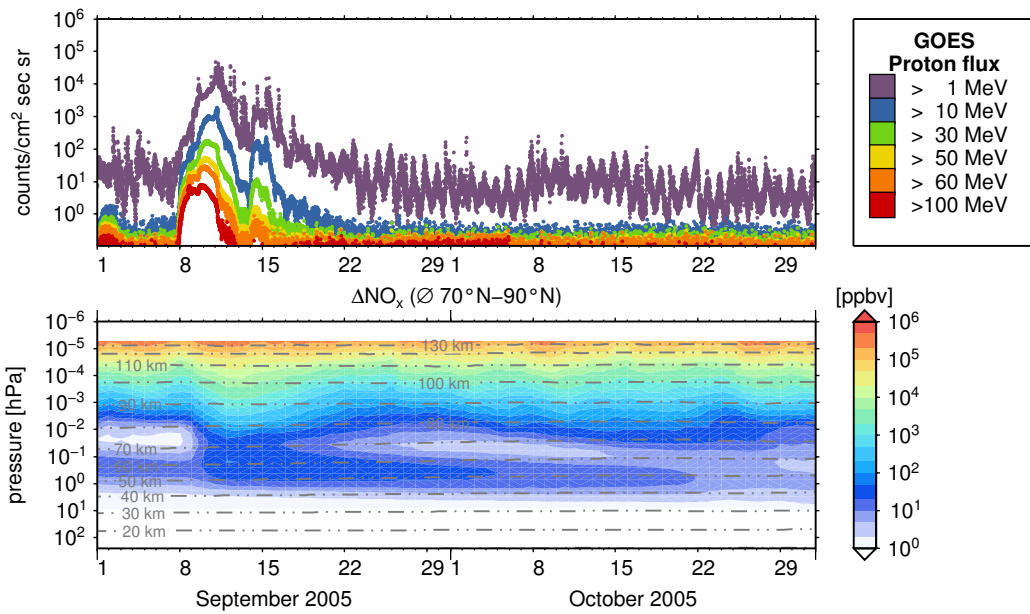 10⁶
10⁵
10⁴
10³
10²
10¹
10⁰
counts/cm² sec sr
1 8 15 22 29 1 8 15 22 29
GOES
Proton flux
> 1 MeV
> 10 MeV
> 30 MeV
> 50 MeV
> 60 MeV
>100 MeV
ΔNOₓ (∅ 70°N–90°N)
[ppbv]
10⁻⁶
10⁻⁵
10⁻⁴
10⁻³
10⁻²
10⁻¹
10⁰
10¹
10²
pressure [hPa]
130 km
110 km
100 km
90 km
80 km
70 km
60 km
50 km
40 km
30 km
20 km
10⁶
10⁵
10⁴
10³
10²
10¹
10⁰
1 8 15 22 29 1 8 15 22 29
September 2005 October 2005